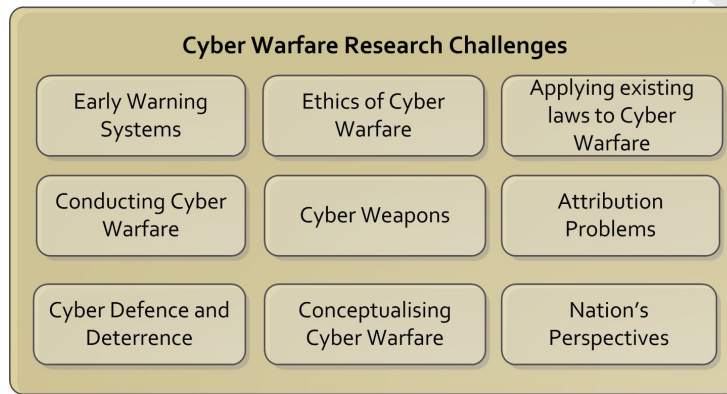 Cyber Warfare Research Challenges
Early Warning
Systems
Ethics of Cyber
Warfare
Applying existing
laws to Cyber
Warfare
Conducting Cyber
Warfare
Cyber Weapons
Attribution
Problems
Cyber Defence and
Deterrence
Conceptualising
Cyber Warfare
Nation's
Perspectives